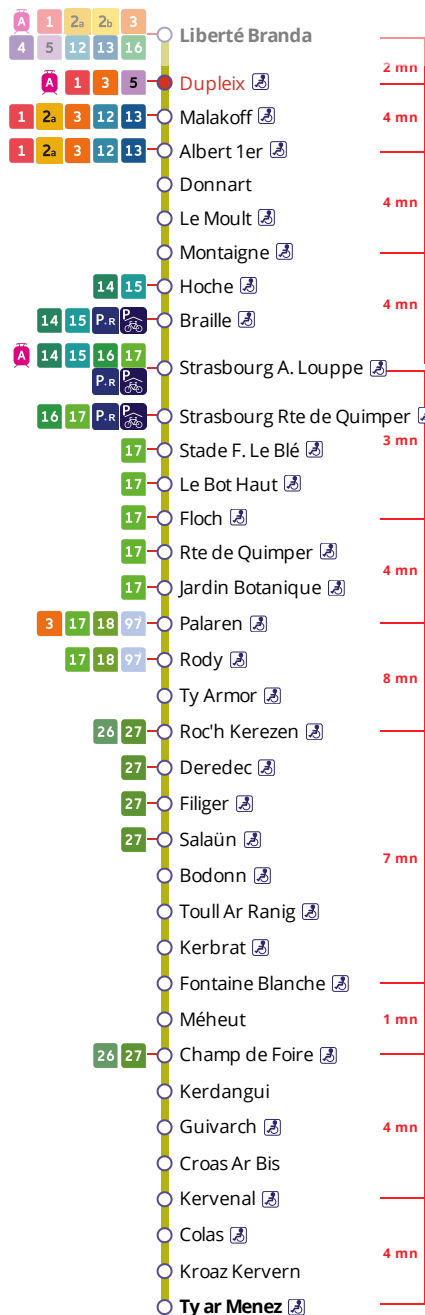 A 1 2a 2b 3
4 5 12 13 16
Liberté Branda
2 mn
A 1 3 5 Dupleix
1 2a 3 12 13 Malakoff
4 mn
1 2a 3 12 13 Albert 1er
Donnart
4 mn
Le Moult
Montaigne
14 15 Hoche
4 mn
14 15 P+R P Braille
A 14 15 16 17
Strasbourg A. Louppe
P+R P
16 17 P+R P Strasbourg Rte de Quimper
3 mn
17 Stade F. Le Blé
17 Le Bot Haut
17 Floch
17 Rte de Quimper
4 mn
17 Jardin Botanique
3 17 18 97 Palaren
17 18 97 Rody
8 mn
Ty Armor
26 27 Roc'h Kerezen
27 Deredec
27 Filiger
27 Salaün
7 mn
Bodonn
Toull Ar Ranig
Kerbrat
Fontaine Blanche
Méheut
1 mn
26 27 Champ de Foire
Kerdangui
Guivarch
4 mn
Croas Ar Bis
Kervenal
Colas
4 mn
Kroaz Kervern
Ty ar Menez